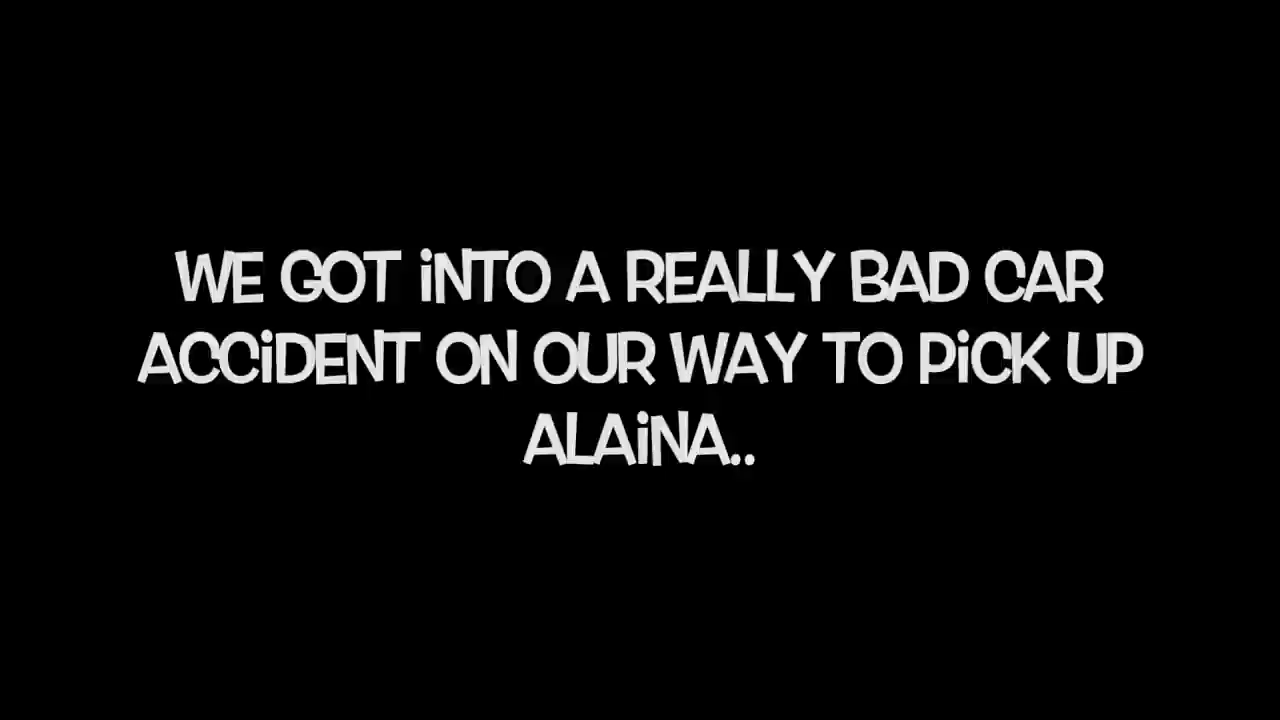 WE GOT iNTO A REALLY BAD CAR
ACCiDENT ON OUR WAY TO PiCK UP
ALAiNA..